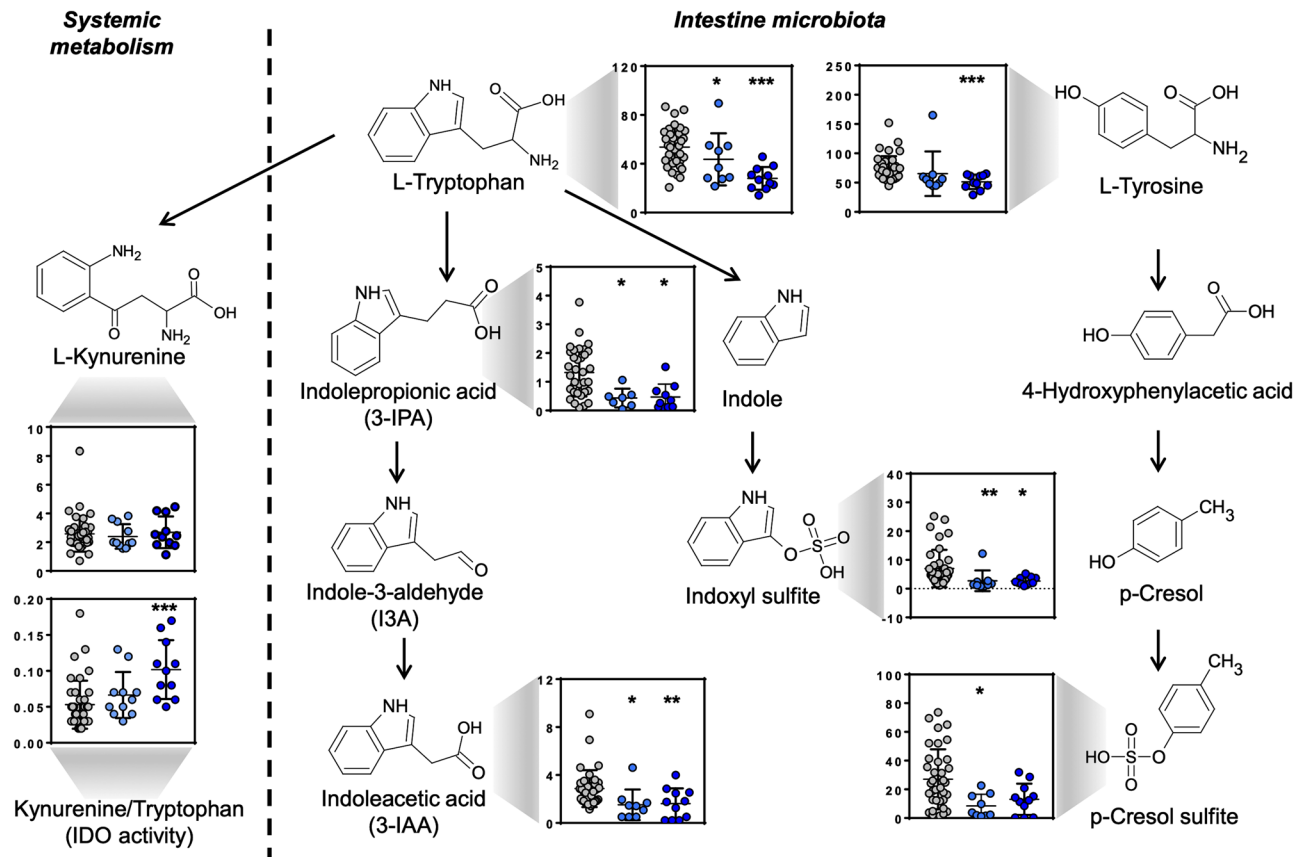 Systemic
metabolism
Intestine microbiota
NH
O
OH
NH2
L-Tryptophan
120
80
40
0
*
***
250
200
150
100
50
0
***
HO
O
OH
NH2
L-Tyrosine
NH2
O
OH
O
NH2
L-Kynurenine
NH
O
OH
Indolepropionic acid
(3-IPA)
5
4
3
2
1
0
*
*
NH
Indole
HO
O
OH
4-Hydroxyphenylacetic acid
10
8
6
4
2
0
NH
O
Indole-3-aldehyde
(I3A)
NH
O
O
S
O
OH
Indoxyl sulfite
40
30
20
10
0
-10
**
*
CH3
HO
p-Cresol
0.20
0.15
0.10
0.05
0.00
***
Kynurenine/Tryptophan
(IDO activity)
NH
OH
O
Indoleacetic acid
(3-IAA)
12
8
4
0
*
**
100
80
60
40
20
0
*
CH3
O
HO
S
O
O
p-Cresol sulfite